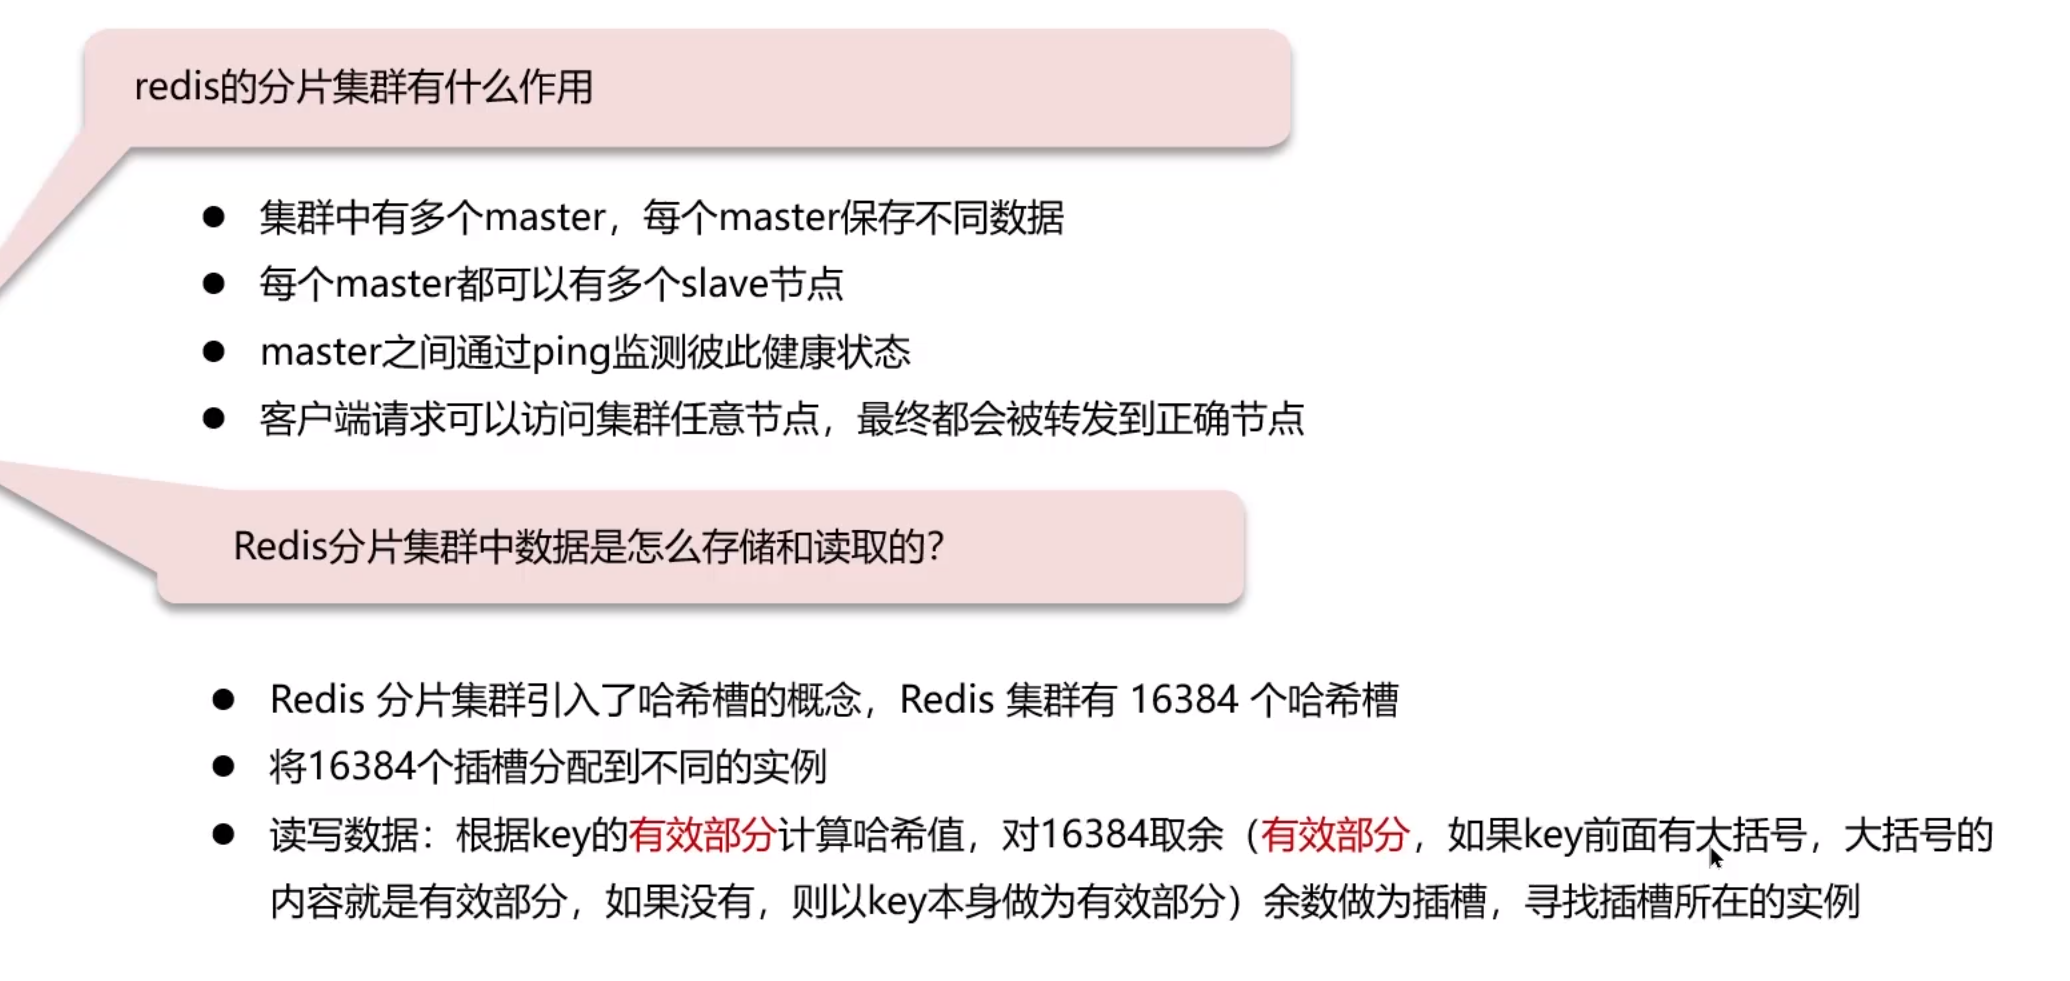 redis的分片集群有什么作用
集群中有多个master，每个master保存不同数据
每个master都可以有多个slave节点
master之间通过ping监测彼此健康状态
客户端请求可以访问集群任意节点，最终都会被转发到正确节点
Redis分片集群中数据是怎么存储和读取的？
Redis 分片集群引入了哈希槽的概念，Redis 集群有 16384 个哈希槽
将16384个插槽分配到不同的实例
读写数据：根据key的有效部分计算哈希值，对16384取余（有效部分，如果key前面有大括号，大括号的
内容就是有效部分，如果没有，则以key本身做为有效部分）余数做为插槽，寻找插槽所在的实例